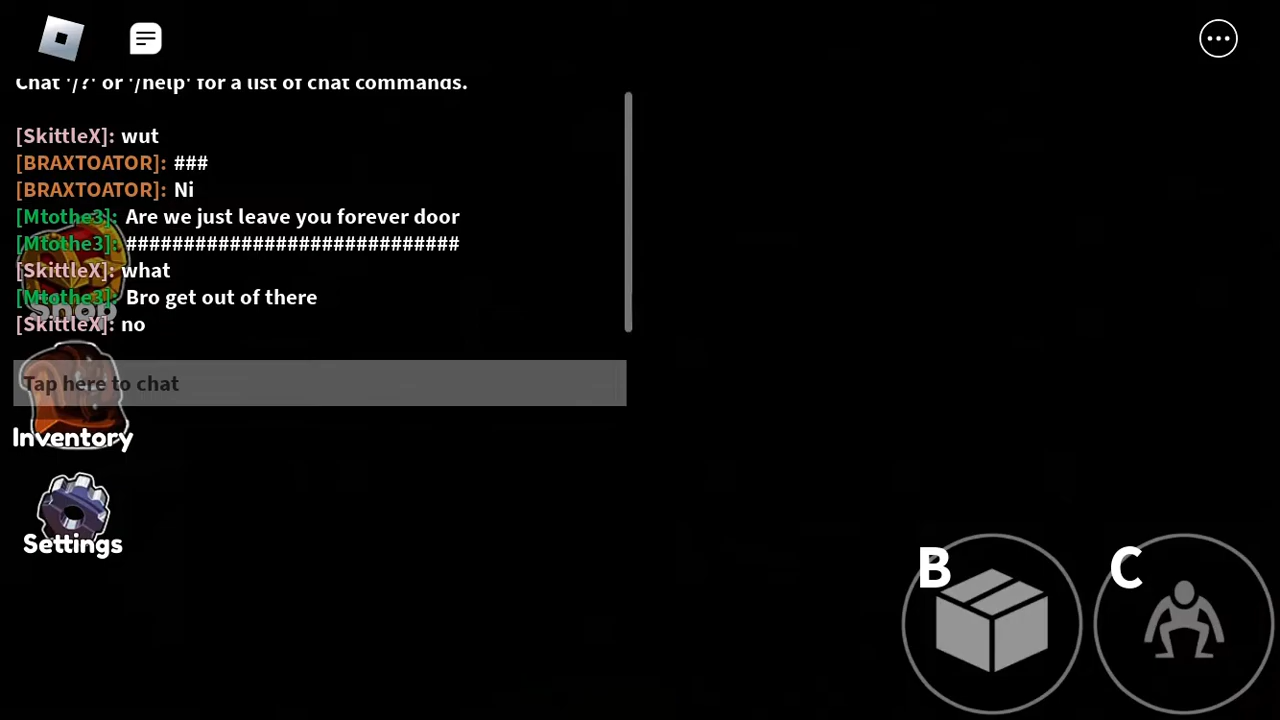 Chat '/?' or '/help' for a list of chat commands.
[SkittleX]: wut
[BRAXTOATOR]: ###
[BRAXTOATOR]: Ni
[Mtothe3]: Are we just leave you forever door
[Mtothe3]: #############################
[SkittleX]: what
[Mtothe3]: Bro get out of there
Shop
[SkittleX]: no
Tap here to chat
Inventory
Settings
B
C